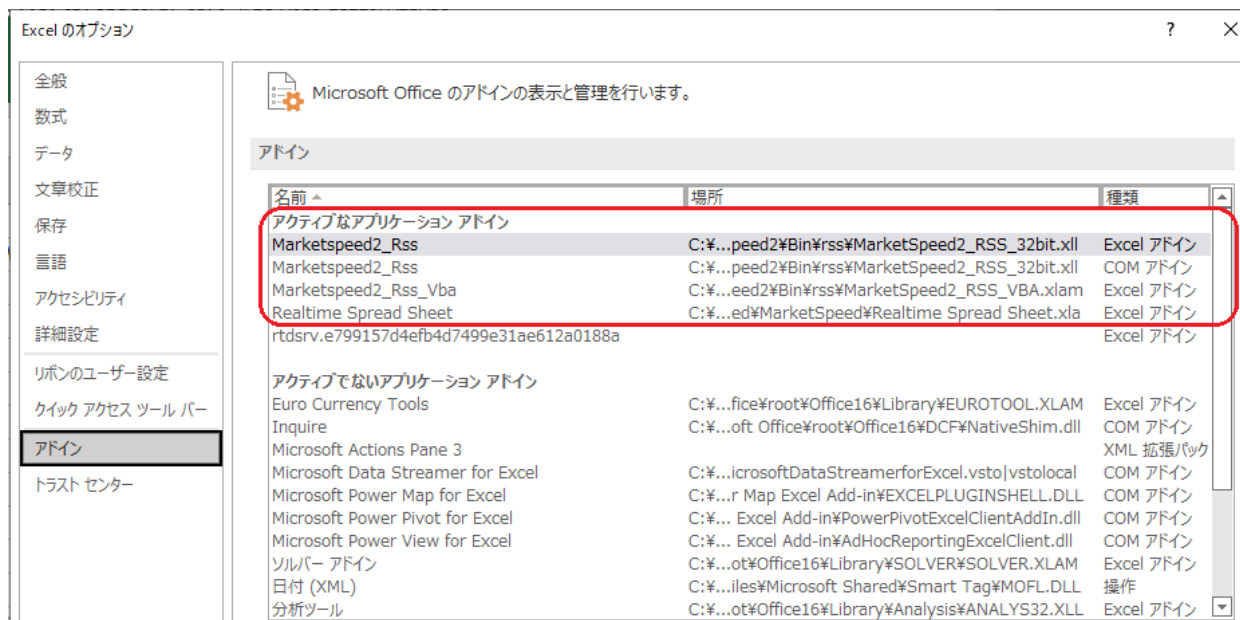 Excel のオプション ? ×
全般
数式
データ
文章校正
保存
言語
アクセシビリティ
詳細設定
リボンのユーザー設定
クイック アクセス ツール バー
アドイン
トラスト センター
Microsoft Office のアドインの表示と管理を行います。
アドイン
名前 場所 種類
アクティブなアプリケーション アドイン
Marketspeed2_Rss C:¥...peed2¥Bin¥rss¥MarketSpeed2_RSS_32bit.xll Excel アドイン
Marketspeed2_Rss C:¥...peed2¥Bin¥rss¥MarketSpeed2_RSS_32bit.xll COM アドイン
Marketspeed2_Rss_Vba C:¥...eed2¥Bin¥rss¥MarketSpeed2_RSS_VBA.xlam Excel アドイン
Realtime Spread Sheet C:¥...ed¥MarketSpeed¥Realtime Spread Sheet.xla Excel アドイン
rtdsrv.e799157d4efb4d7499e31ae612a0188a Excel アドイン
アクティブでないアプリケーション アドイン
Euro Currency Tools C:¥...fice¥root¥Office16¥Library¥EUROTOOL.XLAM Excel アドイン
Inquire C:¥...oft Office¥root¥Office16¥DCF¥NativeShim.dll COM アドイン
Microsoft Actions Pane 3 XML 拡張パック
Microsoft Data Streamer for Excel C:¥...icrosoftDataStreamerforExcel.vsto|vstolocal COM アドイン
Microsoft Power Map for Excel C:¥...r Map Excel Add-in¥EXCELPLUGINSHELL.DLL COM アドイン
Microsoft Power Pivot for Excel C:¥... Excel Add-in¥PowerPivotExcelClientAddIn.dll COM アドイン
Microsoft Power View for Excel C:¥... Excel Add-in¥AdHocReportingExcelClient.dll COM アドイン
ソルバー アドイン C:¥...ot¥Office16¥Library¥SOLVER¥SOLVER.XLAM Excel アドイン
日付 (XML) C:¥...iles¥Microsoft Shared¥Smart Tag¥MOFL.DLL 操作
分析ツール C:¥...ot¥Office16¥Library¥Analysis¥ANALYS32.XLL Excel アドイン